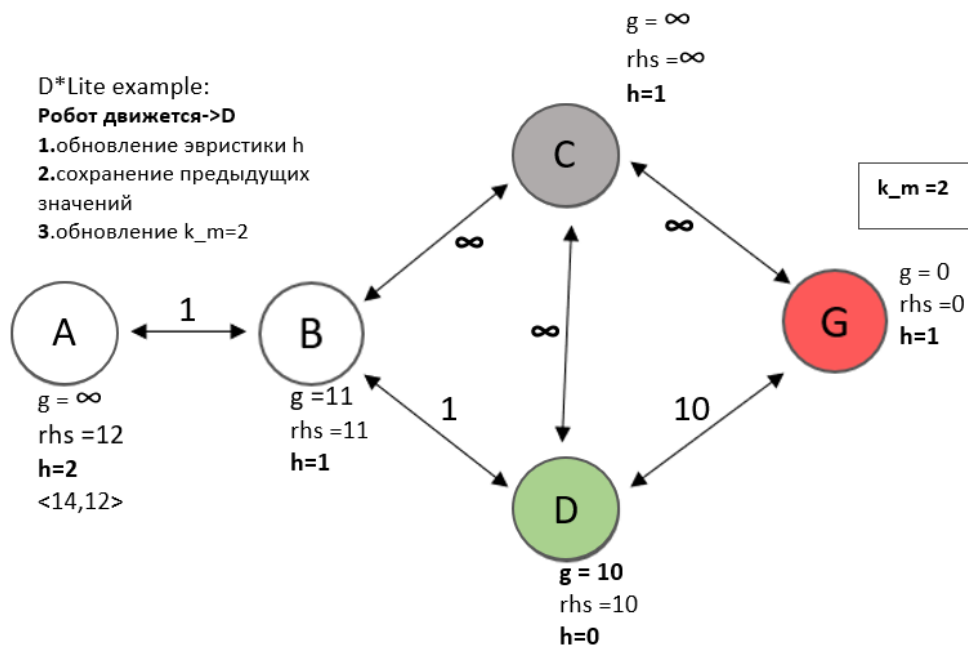 g = ∞
rhs =∞
h=1
D*Lite example:
Робот движется->D
1.обновление эвристики h
2.сохранение предыдущих
значений
3.обновление k_m=2
C
k_m =2
∞
∞
g = 0
rhs =0
h=1
A
1
B
∞
G
g = ∞
rhs =12
h=2
<14,12>
g =11
rhs =11
h=1
1
10
D
g = 10
rhs =10
h=0